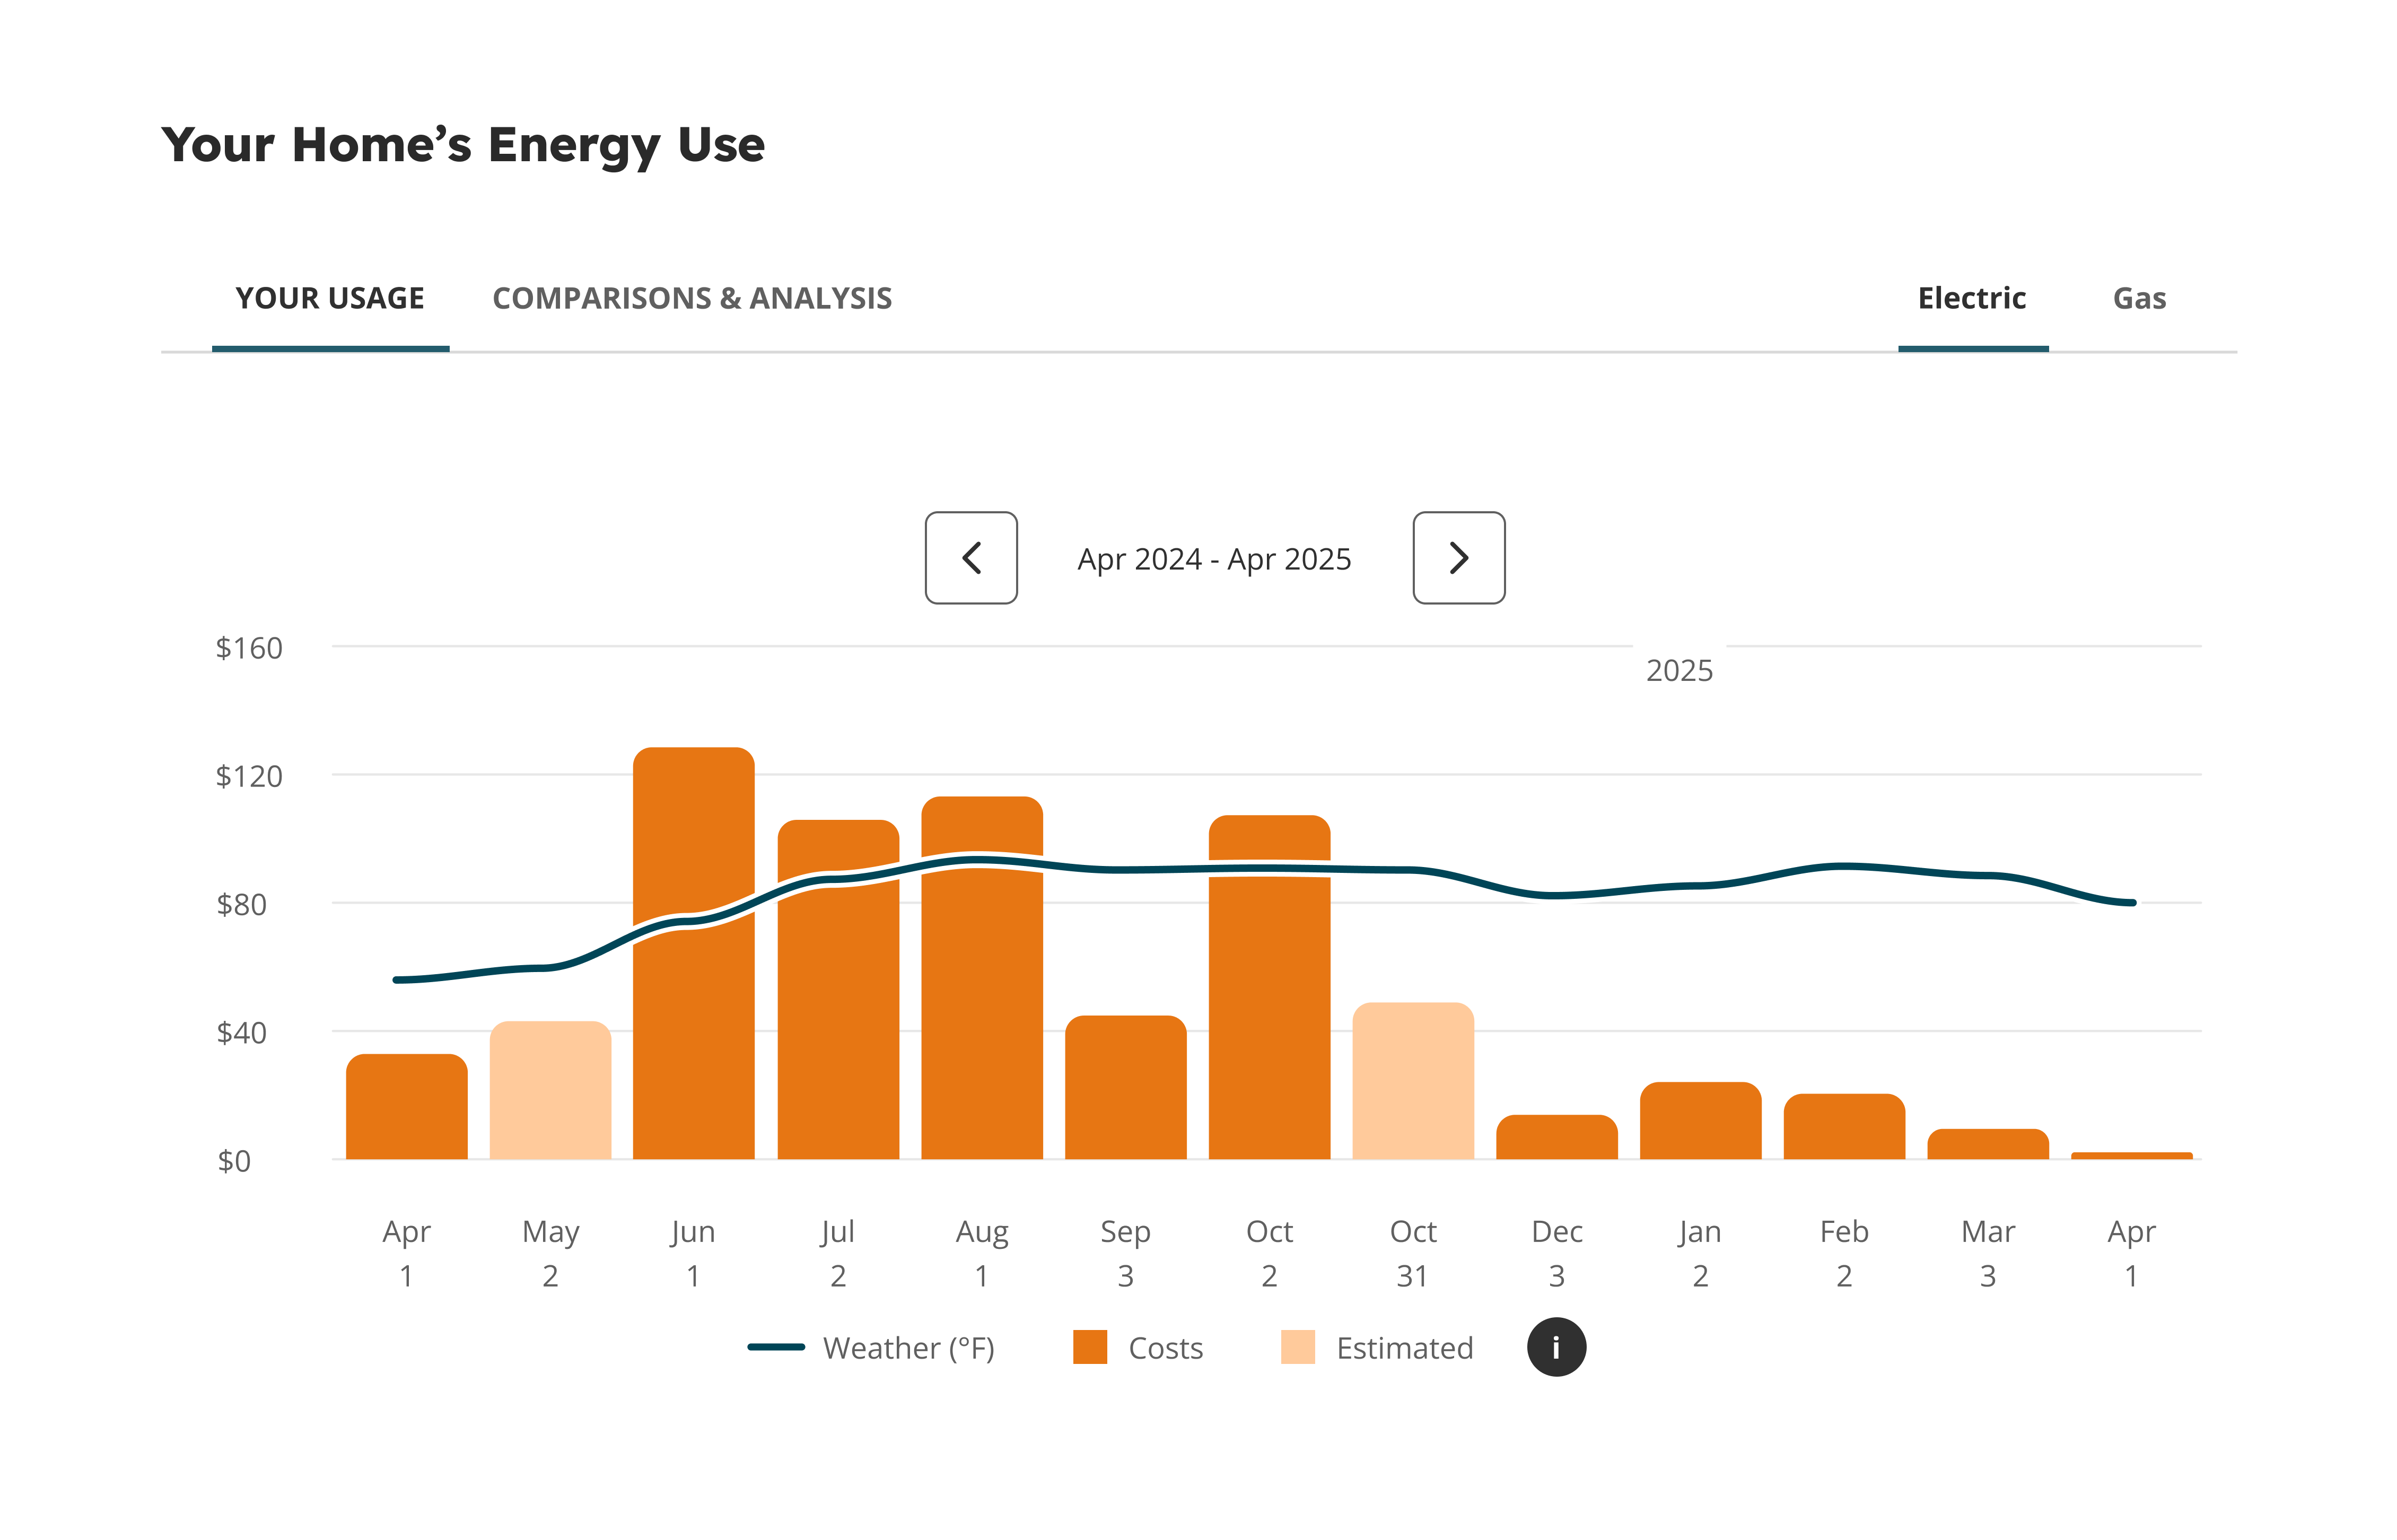 Your Home’s Energy Use
YOUR USAGE COMPARISONS & ANALYSIS Electric Gas
Apr 2024 - Apr 2025
$160
2025
$120
$80
$40
$0
Apr May Jun Jul Aug Sep Oct Oct Dec Jan Feb Mar Apr
1 2 1 2 1 3 2 31 3 2 2 3 1
Weather (°F) Costs Estimated i